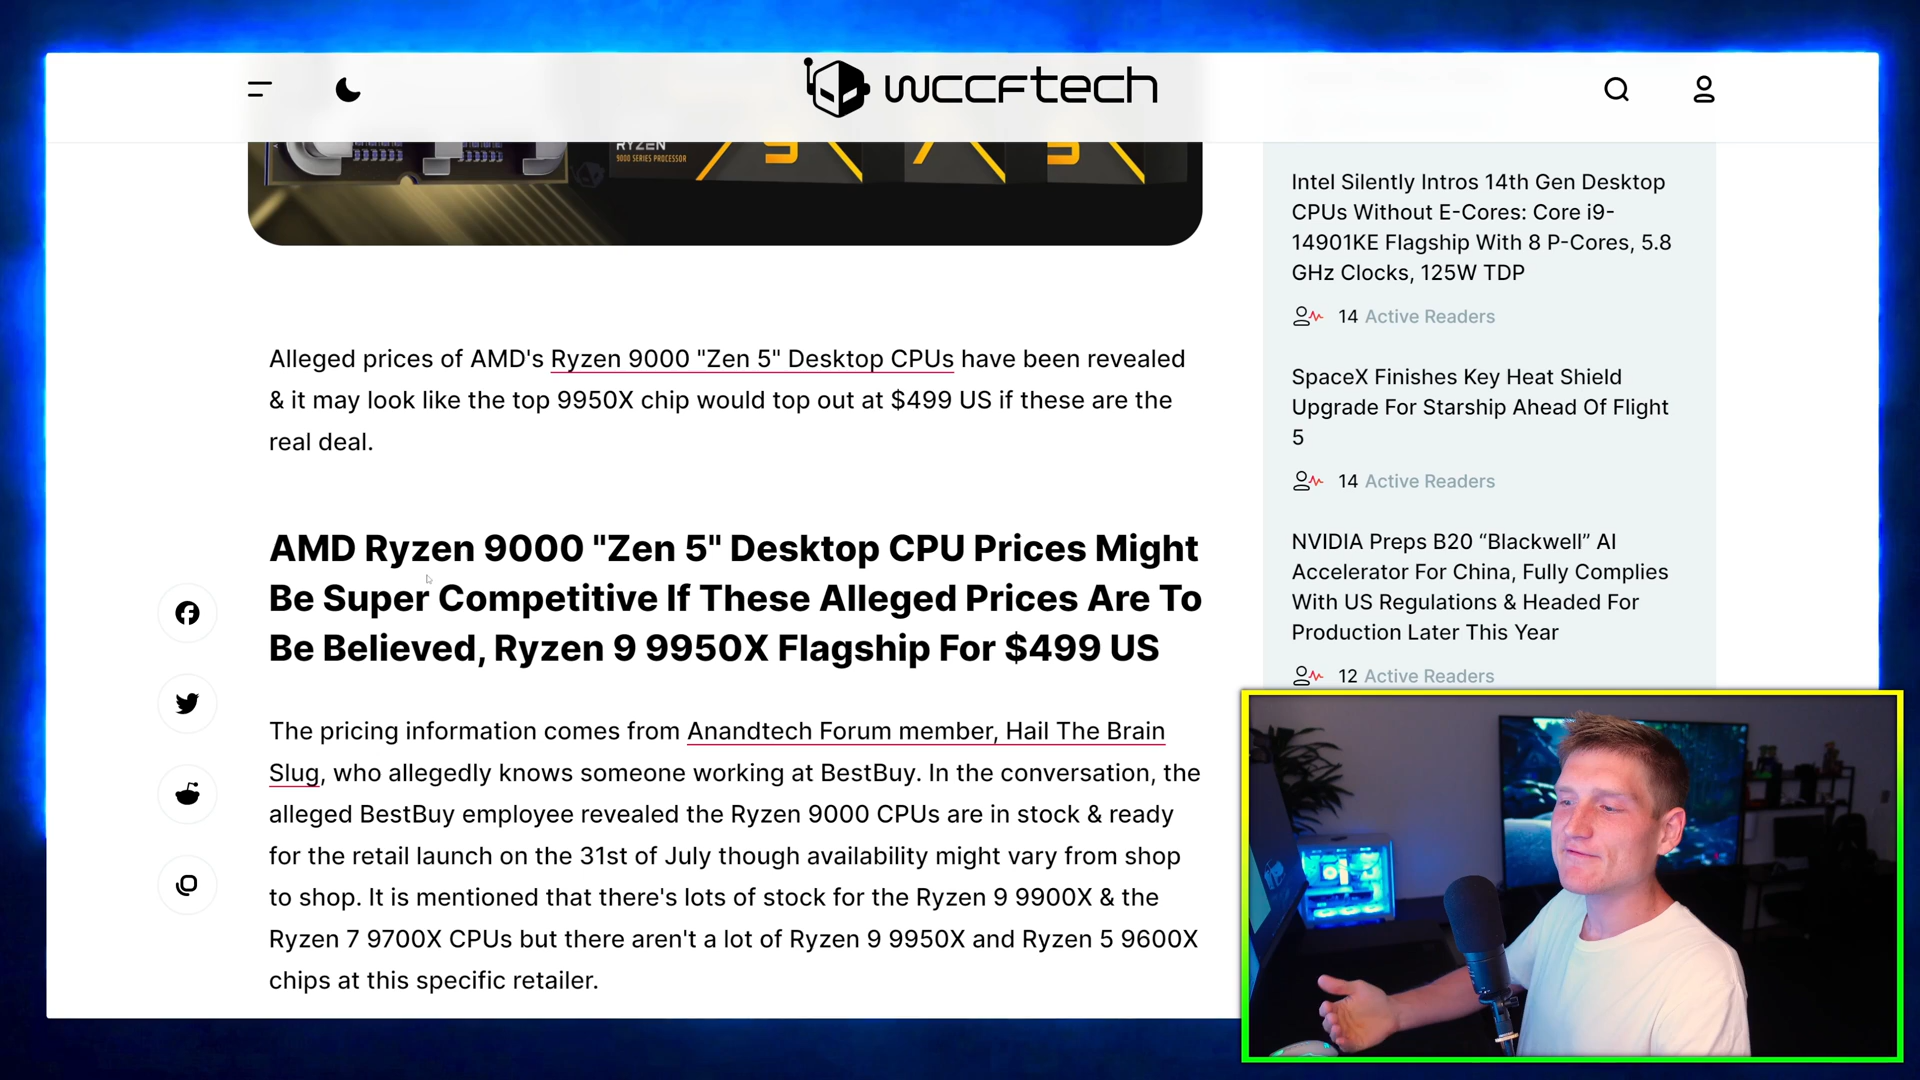 wccftech
RYZEN
9000 SERIES PROCESSOR
9
7
5
Alleged prices of AMD's Ryzen 9000 "Zen 5" Desktop CPUs have been revealed
& it may look like the top 9950X chip would top out at $499 US if these are the
real deal.
AMD Ryzen 9000 "Zen 5" Desktop CPU Prices Might
Be Super Competitive If These Alleged Prices Are To
Be Believed, Ryzen 9 9950X Flagship For $499 US
The pricing information comes from Anandtech Forum member, Hail The Brain
Slug, who allegedly knows someone working at BestBuy. In the conversation, the
alleged BestBuy employee revealed the Ryzen 9000 CPUs are in stock & ready
for the retail launch on the 31st of July though availability might vary from shop
to shop. It is mentioned that there's lots of stock for the Ryzen 9 9900X & the
Ryzen 7 9700X CPUs but there aren't a lot of Ryzen 9 9950X and Ryzen 5 9600X
chips at this specific retailer.
Intel Silently Intros 14th Gen Desktop
CPUs Without E-Cores: Core i9-
14901KE Flagship With 8 P-Cores, 5.8
GHz Clocks, 125W TDP
14 Active Readers
SpaceX Finishes Key Heat Shield
Upgrade For Starship Ahead Of Flight
5
14 Active Readers
NVIDIA Preps B20 “Blackwell” AI
Accelerator For China, Fully Complies
With US Regulations & Headed For
Production Later This Year
12 Active Readers